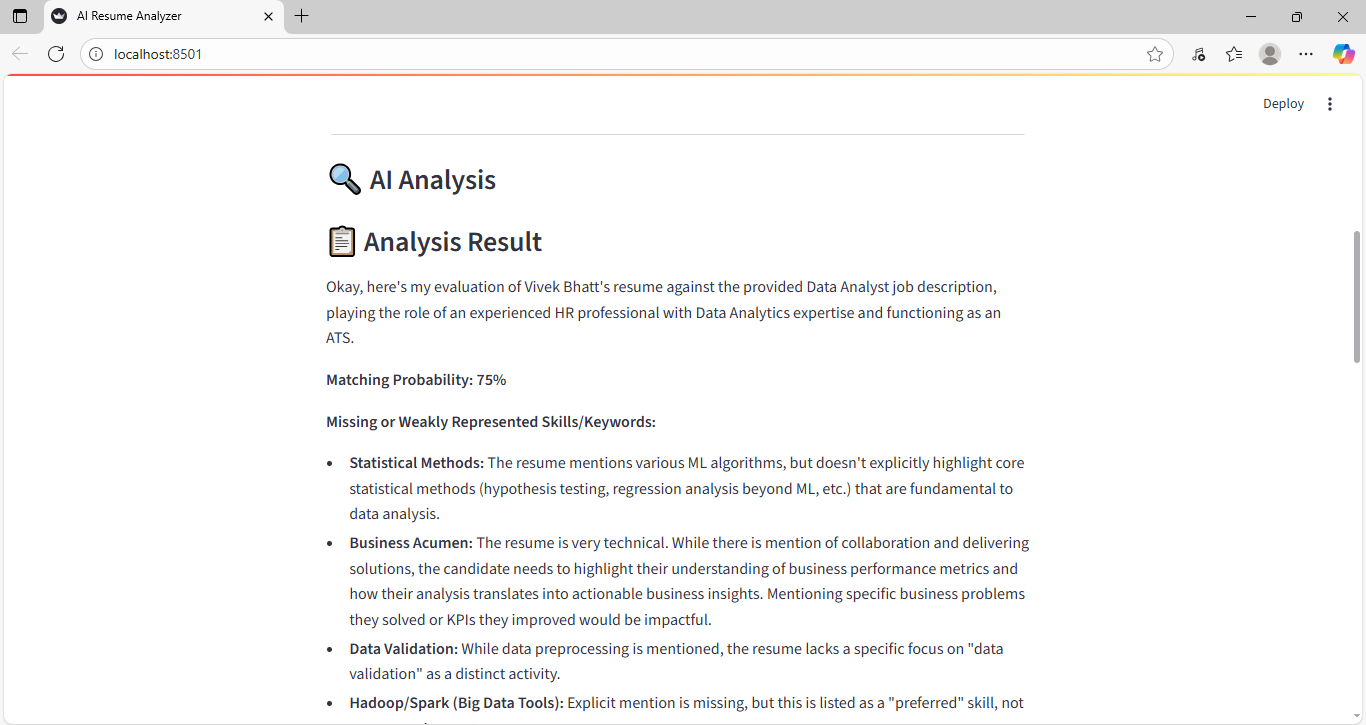 AI Resume Analyzer
localhost:8501
Deploy
AI Analysis
Analysis Result
Okay, here's my evaluation of Vivek Bhatt's resume against the provided Data Analyst job description,
playing the role of an experienced HR professional with Data Analytics expertise and functioning as an
ATS.
Matching Probability: 75%
Missing or Weakly Represented Skills/Keywords:
• Statistical Methods: The resume mentions various ML algorithms, but doesn't explicitly highlight core
statistical methods (hypothesis testing, regression analysis beyond ML, etc.) that are fundamental to
data analysis.
• Business Acumen: The resume is very technical. While there is mention of collaboration and delivering
solutions, the candidate needs to highlight their understanding of business performance metrics and
how their analysis translates into actionable business insights. Mentioning specific business problems
they solved or KPIs they improved would be impactful.
• Data Validation: While data preprocessing is mentioned, the resume lacks a specific focus on "data
validation" as a distinct activity.
• Hadoop/Spark (Big Data Tools): Explicit mention is missing, but this is listed as a "preferred" skill, not